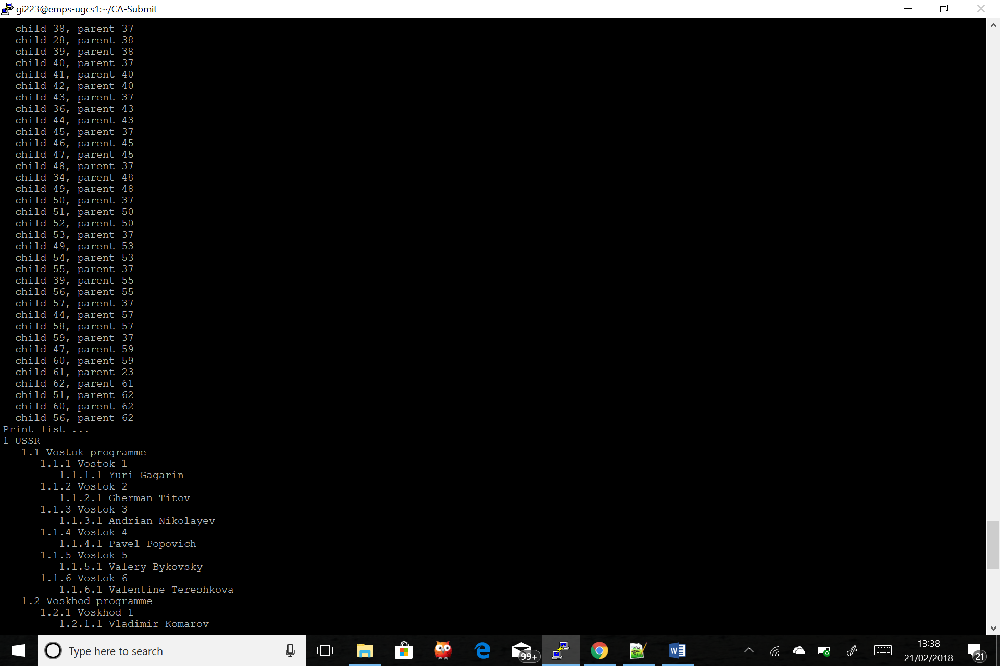 gi223@emps-ugcs1:~/CA-Submit
child 38, parent 37
child 28, parent 38
child 39, parent 38
child 40, parent 37
child 41, parent 40
child 42, parent 40
child 43, parent 37
child 36, parent 43
child 44, parent 43
child 45, parent 37
child 46, parent 45
child 47, parent 45
child 48, parent 37
child 34, parent 48
child 49, parent 48
child 50, parent 37
child 51, parent 50
child 52, parent 50
child 53, parent 37
child 49, parent 53
child 54, parent 53
child 55, parent 37
child 39, parent 55
child 56, parent 55
child 57, parent 37
child 44, parent 57
child 58, parent 57
child 59, parent 37
child 47, parent 59
child 60, parent 59
child 61, parent 23
child 62, parent 61
child 51, parent 62
child 60, parent 62
child 56, parent 62
Print list ...
1 USSR
1.1 Vostok programme
1.1.1 Vostok 1
1.1.1.1 Yuri Gagarin
1.1.2 Vostok 2
1.1.2.1 Gherman Titov
1.1.3 Vostok 3
1.1.3.1 Andrian Nikolayev
1.1.4 Vostok 4
1.1.4.1 Pavel Popovich
1.1.5 Vostok 5
1.1.5.1 Valery Bykovsky
1.1.6 Vostok 6
1.1.6.1 Valentine Tereshkova
1.2 Voskhod programme
1.2.1 Voskhod 1
1.2.1.1 Vladimir Komarov
Type here to search
99+
13:38
21/02/2018
21